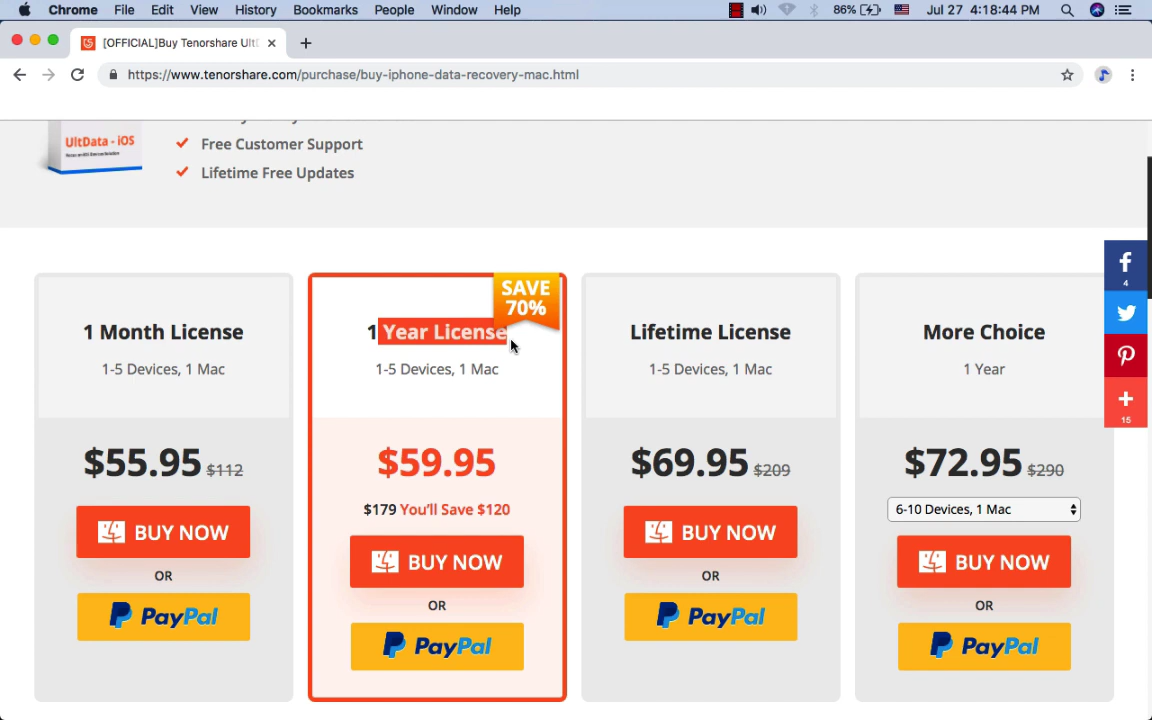 Chrome File Edit View History Bookmarks People Window Help 86% Jul 27 4:18:44 PM
[OFFICIAL]Buy Tenorshare Ult
https://www.tenorshare.com/purchase/buy-iphone-data-recovery-mac.html
UltData - iOS
Free Customer Support
Lifetime Free Updates
SAVE
70%
1 Month License
1-5 Devices, 1 Mac
$55.95 $112
BUY NOW
OR
PayPal
1 Year License
1-5 Devices, 1 Mac
$59.95
$179 You'll Save $120
BUY NOW
OR
PayPal
Lifetime License
1-5 Devices, 1 Mac
$69.95 $209
BUY NOW
OR
PayPal
More Choice
1 Year
$72.95 $290
6-10 Devices, 1 Mac
BUY NOW
OR
PayPal
4
15